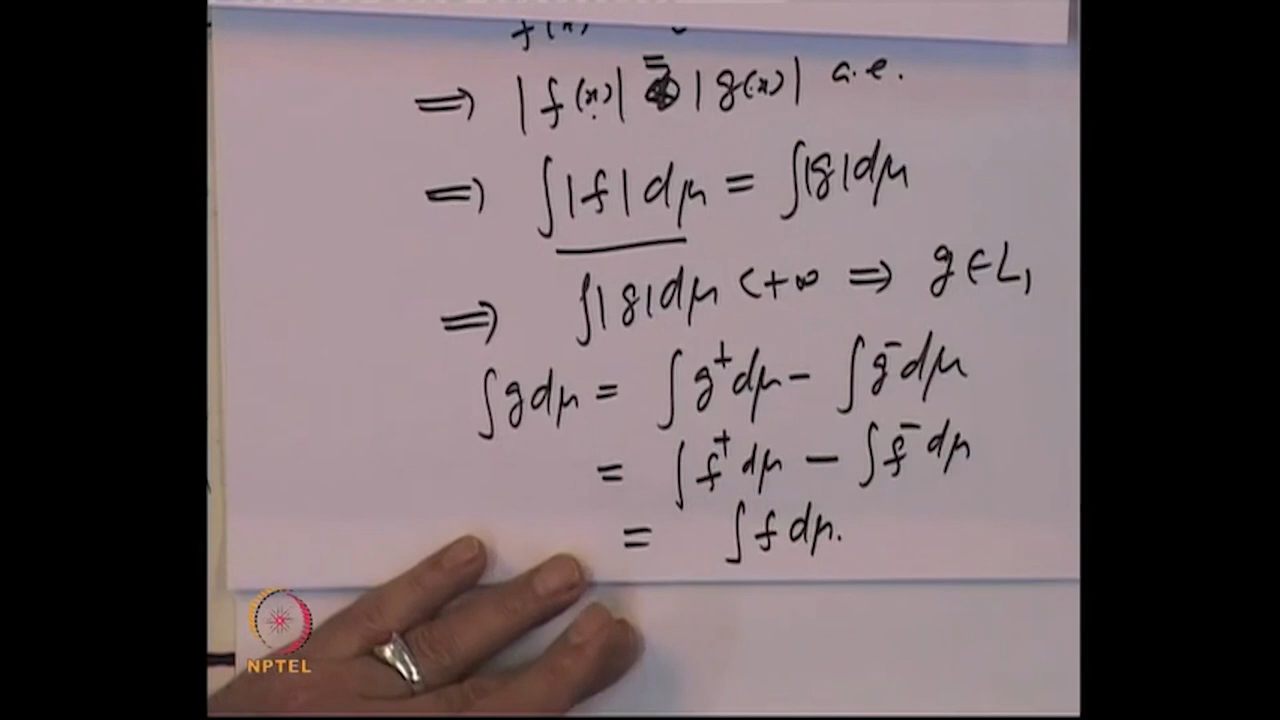 f(x)
⟹ |f(x)| = |g(x)| a.e.
⟹ ∫|f|dμ = ∫|g|dμ
⟹ ∫|g|dμ < +∞ ⟹ g ∈ L₁
∫g dμ = ∫g⁺dμ − ∫g⁻dμ
= ∫f⁺dμ − ∫f⁻dμ
= ∫f dμ.
NPTEL